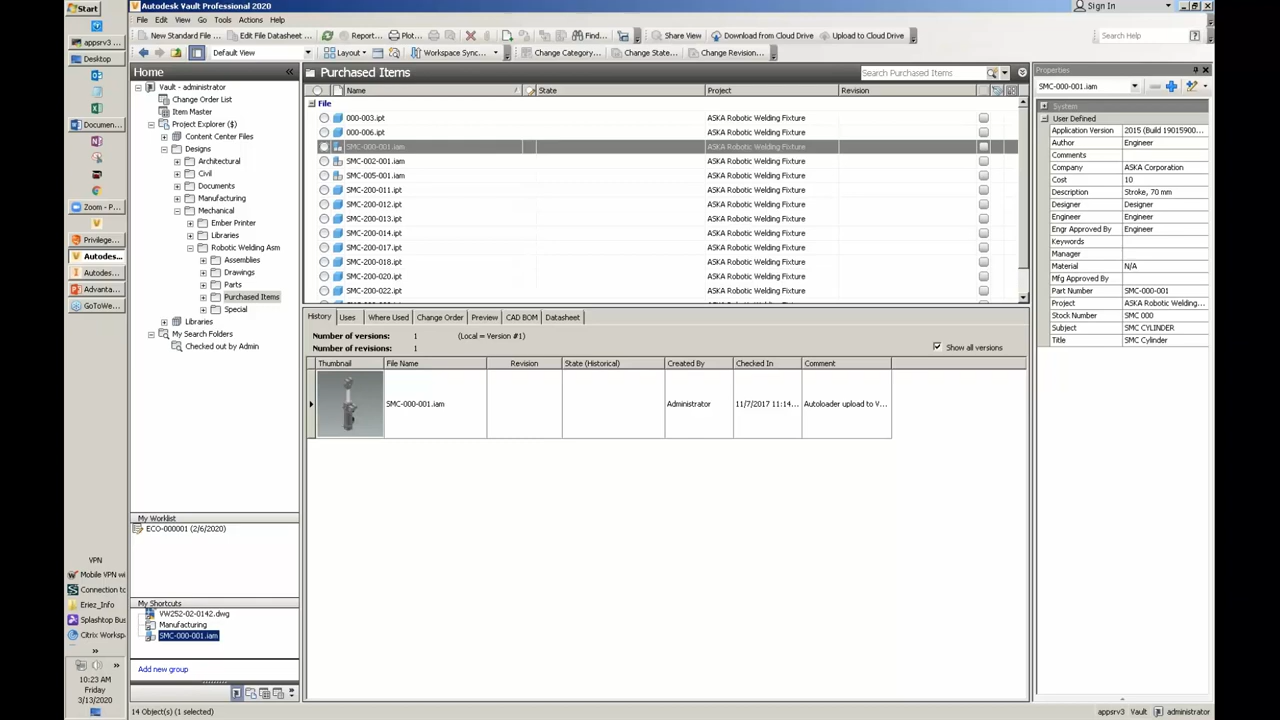 Start
Autodesk Vault Professional 2020
Sign In
File Edit View Go Tools Actions Help
New Standard File... Edit File Datasheet... Report... Plot... Find... Share View Download from Cloud Drive Upload to Cloud Drive Search Help
Default View Layout Workspace Sync... Change Category... Change State... Change Revision...
appsrv3 ...
Desktop
Documen...
Zoom - P...
Privilege...
Autodes...
Autodes...
Advanta...
GoToWe...
VPN
Mobile VPN wi
Connection to
Eriez_Info
Splashtop Bus
Citrix Worksp
10:23 AM
Friday
3/13/2020
Home
Vault - administrator
Change Order List
Item Master
Project Explorer ($)
Content Center Files
Designs
Architectural
Civil
Documents
Manufacturing
Mechanical
Ember Printer
Libraries
Robotic Welding Asm
Assemblies
Drawings
Parts
Purchased Items
Special
Libraries
My Search Folders
Checked out by Admin
My Worklist
ECO-000001 (2/6/2020)
My Shortcuts
VW252-02-0142.dwg
Manufacturing
SMC-000-001.iam
Add new group
Purchased Items
Search Purchased Items
Name State Project Revision
File
000-003.ipt ASKA Robotic Welding Fixture
000-006.ipt ASKA Robotic Welding Fixture
SMC-000-001.iam ASKA Robotic Welding Fixture
SMC-002-001.iam ASKA Robotic Welding Fixture
SMC-005-001.iam ASKA Robotic Welding Fixture
SMC-200-011.ipt ASKA Robotic Welding Fixture
SMC-200-012.ipt ASKA Robotic Welding Fixture
SMC-200-013.ipt ASKA Robotic Welding Fixture
SMC-200-014.ipt ASKA Robotic Welding Fixture
SMC-200-017.ipt ASKA Robotic Welding Fixture
SMC-200-018.ipt ASKA Robotic Welding Fixture
SMC-200-020.ipt ASKA Robotic Welding Fixture
SMC-200-022.ipt ASKA Robotic Welding Fixture
History Uses Where Used Change Order Preview CAD BOM Datasheet
Number of versions: 1 (Local = Version #1)
Number of revisions: 1
Show all versions
Thumbnail File Name Revision State (Historical) Created By Checked In Comment
SMC-000-001.iam Administrator 11/7/2017 11:14... Autoloader upload to V...
Properties
SMC-000-001.iam
System
User Defined
Application Version 2015 (Build 19015900...
Author Engineer
Comments
Company ASKA Corporation
Cost 10
Description Stroke, 70 mm
Designer Designer
Engineer Engineer
Engr Approved By Engineer
Keywords
Manager
Material N/A
Mfg Approved By
Part Number SMC-000-001
Project ASKA Robotic Welding...
Stock Number SMC 000
Subject SMC CYLINDER
Title SMC Cylinder
14 Object(s) (1 selected)
appsrv3 Vault administrator